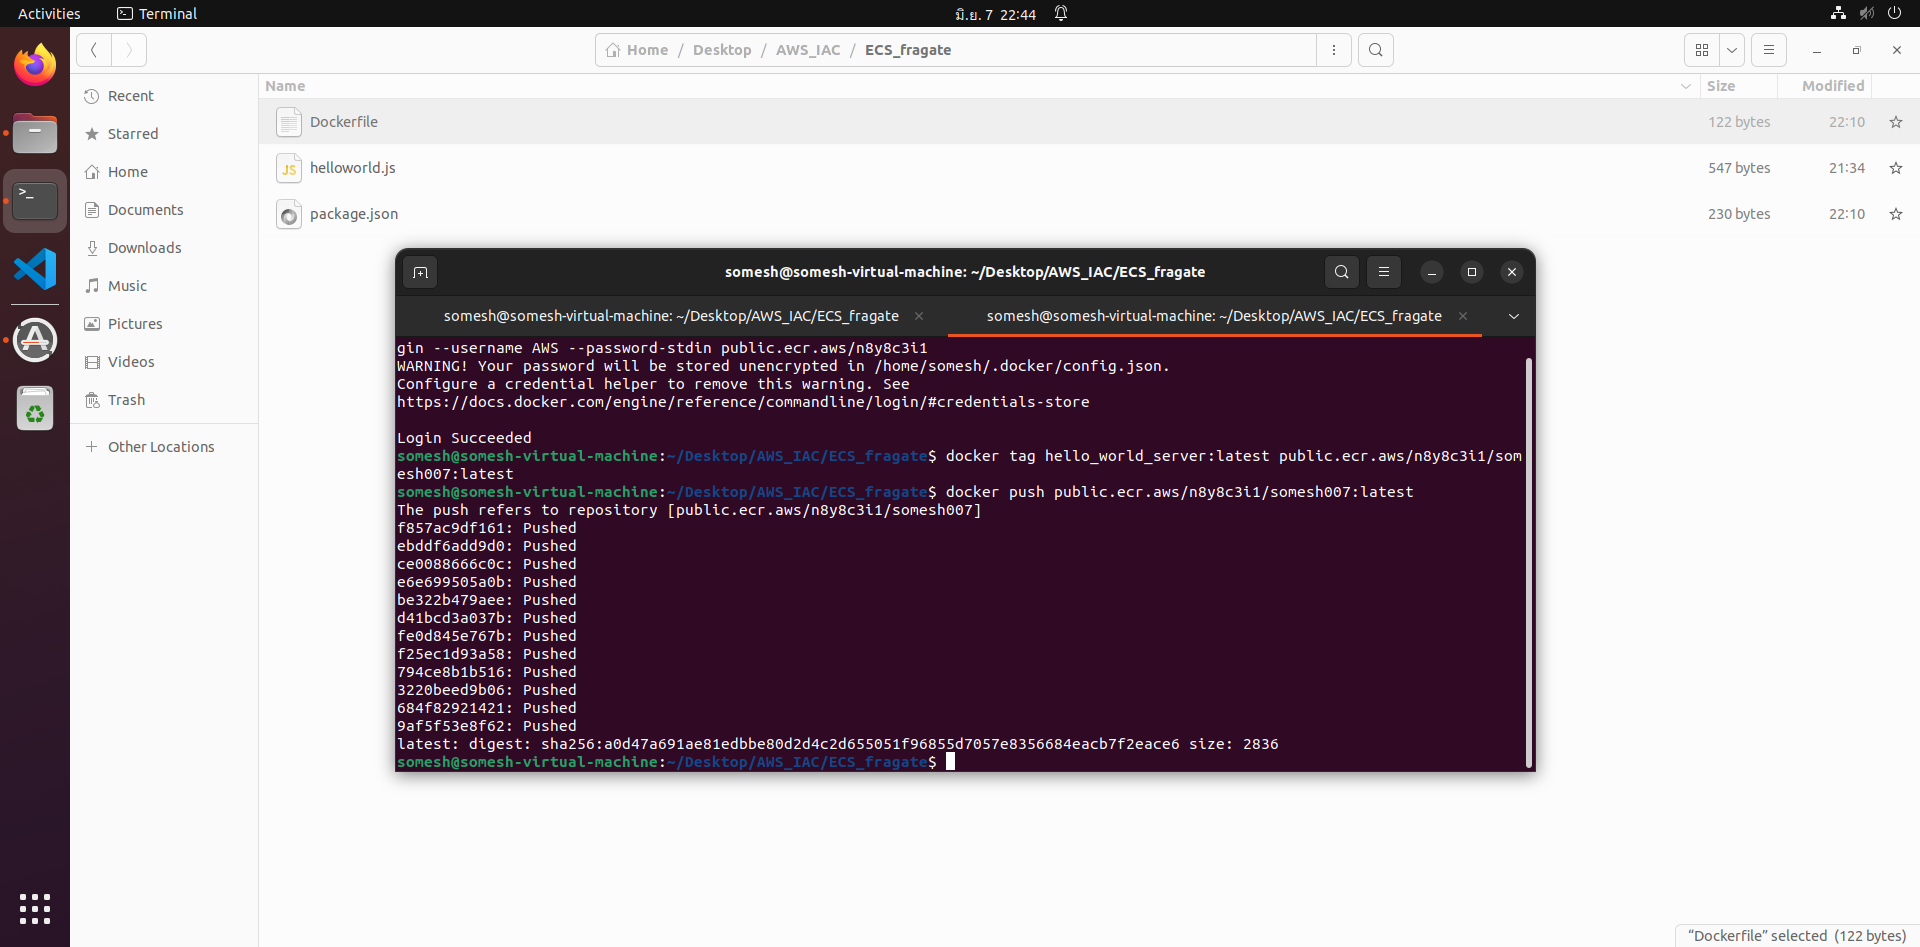 Activities
Terminal
มิ.ย. 7 22:44
Home / Desktop / AWS_IAC / ECS_fragate
Name
Size
Modified
Recent
Starred
Home
Documents
Downloads
Music
Pictures
Videos
Trash
Other Locations
Dockerfile
122 bytes
22:10
helloworld.js
547 bytes
21:34
package.json
230 bytes
22:10
somesh@somesh-virtual-machine: ~/Desktop/AWS_IAC/ECS_fragate
somesh@somesh-virtual-machine: ~/Desktop/AWS_IAC/ECS_fragate
somesh@somesh-virtual-machine: ~/Desktop/AWS_IAC/ECS_fragate
gin --username AWS --password-stdin public.ecr.aws/n8y8c3i1
WARNING! Your password will be stored unencrypted in /home/somesh/.docker/config.json.
Configure a credential helper to remove this warning. See
https://docs.docker.com/engine/reference/commandline/login/#credentials-store
Login Succeeded
somesh@somesh-virtual-machine:~/Desktop/AWS_IAC/ECS_fragate$ docker tag hello_world_server:latest public.ecr.aws/n8y8c3i1/som
esh007:latest
somesh@somesh-virtual-machine:~/Desktop/AWS_IAC/ECS_fragate$ docker push public.ecr.aws/n8y8c3i1/somesh007:latest
The push refers to repository [public.ecr.aws/n8y8c3i1/somesh007]
f857ac9df161: Pushed
ebddf6add9d0: Pushed
ce0088666c0c: Pushed
e6e699505a0b: Pushed
be322b479aee: Pushed
d41bcd3a037b: Pushed
fe0d845e767b: Pushed
f25ec1d93a58: Pushed
794ce8b1b516: Pushed
3220beed9b06: Pushed
684f82921421: Pushed
9af5f53e8f62: Pushed
latest: digest: sha256:a0d47a691ae81edbbe80d2d4c2d655051f96855d7057e8356684eacb7f2eace6 size: 2836
somesh@somesh-virtual-machine:~/Desktop/AWS_IAC/ECS_fragate$
“Dockerfile” selected (122 bytes)